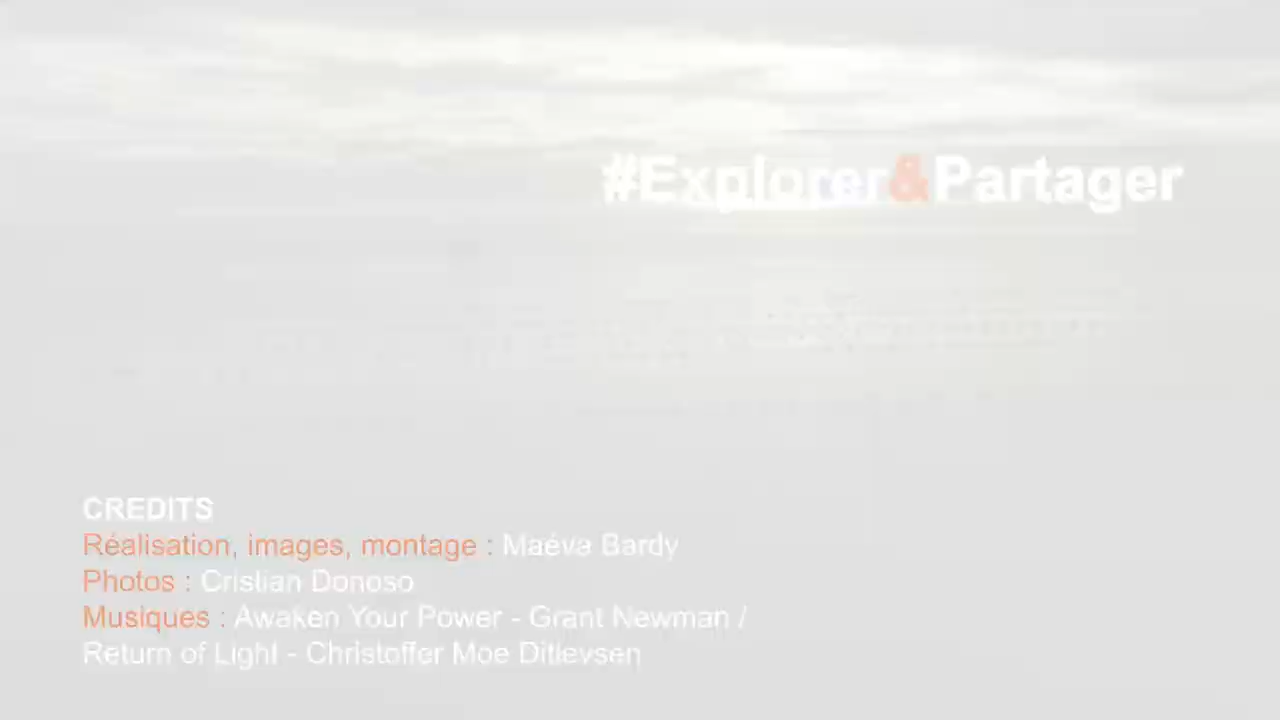 #Explorer&Partager
CREDITS
Réalisation, images, montage : Maéva Bardy
Photos : Cristian Donoso
Musiques : Awaken Your Power - Grant Newman /
Return of Light - Christoffer Moe Ditlevsen